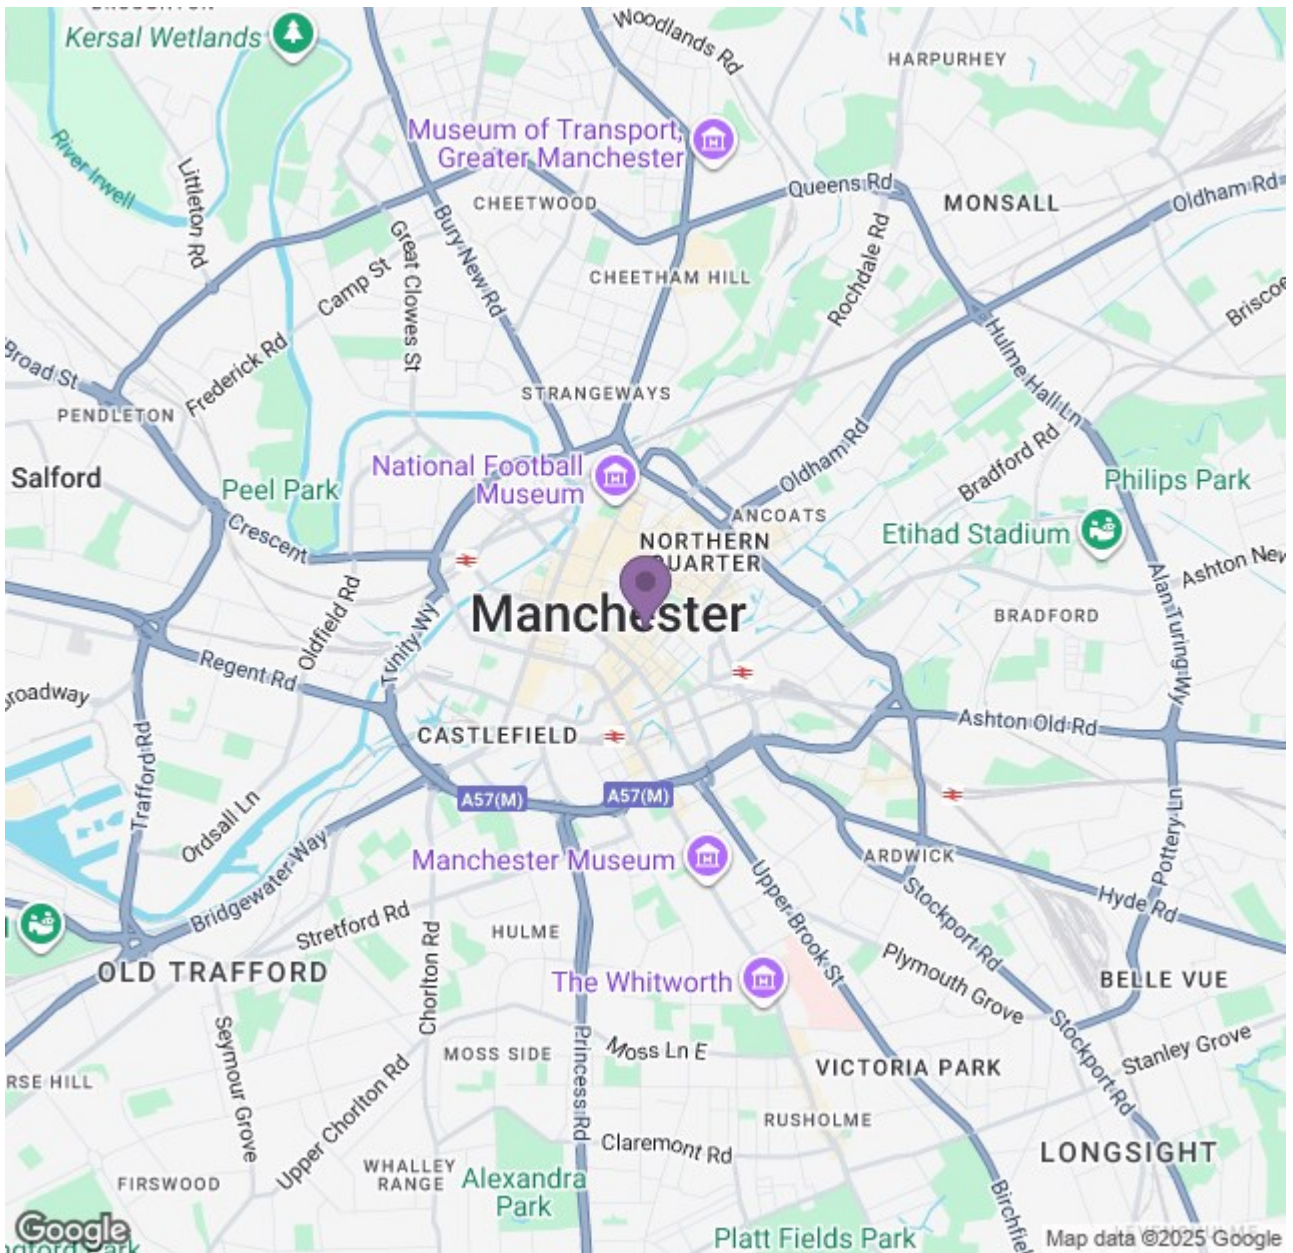 Kersal Wetlands
Woodlands Rd
HARPURHEY
River Irwell
Littleton Rd
Museum of Transport,
Greater Manchester
CHEETWOOD
Queens Rd
MONSALL
Oldham Rd
Great Clowes St
Bury New Rd
Camp St
CHEETHAM HILL
Rochdale Rd
Briscoe
Broad St
Frederick Rd
Hulme Hall Ln
PENDLETON
STRANGEWAYS
Salford
Peel Park
National Football
Museum
Oldham Rd
Bradford Rd
Philips Park
Crescent
ANCOATS
Etihad Stadium
NORTHERN
QUARTER
Ashton New
Oldfield Rd
Trinity Wy
Manchester
BRADFORD
Alan Turing Wy
Regent Rd
Broadway
Trafford Rd
CASTLEFIELD
Ashton Old Rd
A57(M)
A57(M)
Ordsall Ln
Bridgewater Way
Manchester Museum
ARDWICK
Pottery Ln
Upper Brook St
Stockport Rd
Hyde Rd
Stretford Rd
Chorlton Rd
HULME
OLD TRAFFORD
The Whitworth
Plymouth Grove
BELLE VUE
Seymour Grove
MOSS SIDE
Princess Rd
Moss Ln E
VICTORIA PARK
Stockport Rd
Stanley Grove
RSE HILL
Upper Chorlton Rd
RUSHOLME
Claremont Rd
LONGSIGHT
FIRSWOOD
WHALLEY
RANGE
Alexandra
Park
Birchfiel
Platt Fields Park
Google
Map data ©2025 Google